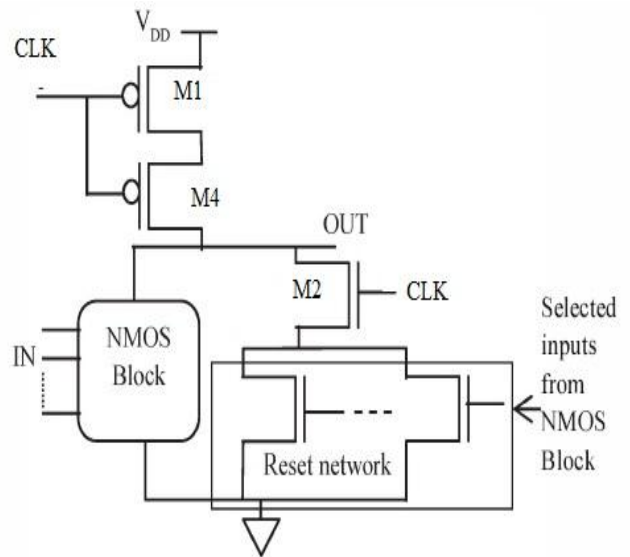 V_DD
CLK
M1
M4
OUT
M2
CLK
NMOS
Block
IN
Selected
inputs
from
NMOS
Block
Reset network